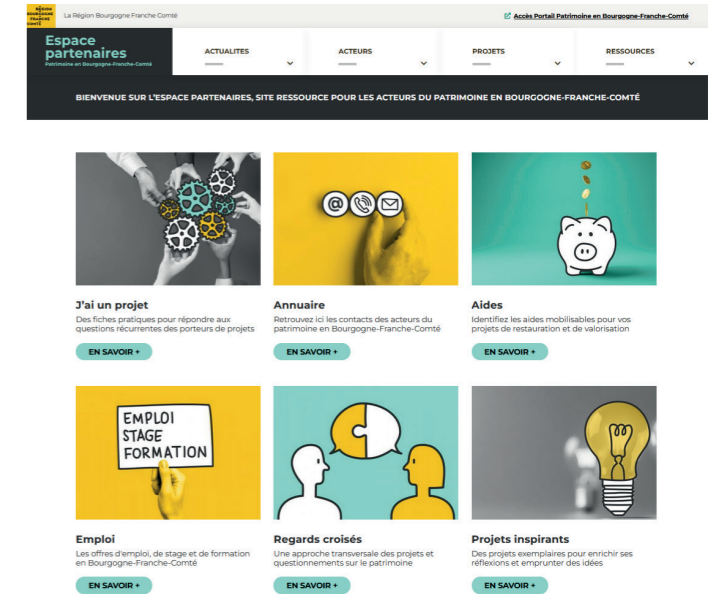 RÉGION
BOURGOGNE
FRANCHE
COMTÉ
La Région Bourgogne Franche Comté
Accès Portail Patrimoine en Bourgogne-Franche-Comté
Espace
partenaires
Patrimoine en Bourgogne-Franche-Comté
ACTUALITES
ACTEURS
PROJETS
RESSOURCES
BIENVENUE SUR L'ESPACE PARTENAIRES, SITE RESSOURCE POUR LES ACTEURS DU PATRIMOINE EN BOURGOGNE-FRANCHE-COMTÉ
@
J'ai un projet
Des fiches pratiques pour répondre aux
questions récurrentes des porteurs de projets
EN SAVOIR +
Annuaire
Retrouvez ici les contacts des acteurs du
patrimoine en Bourgogne-Franche-Comté
EN SAVOIR +
Aides
Identifiez les aides mobilisables pour vos
projets de restauration et de valorisation
EN SAVOIR +
EMPLOI
STAGE
FORMATION
Emploi
Les offres d'emploi, de stage et de formation
en Bourgogne-Franche-Comté
EN SAVOIR +
Regards croisés
Une approche transversale des projets et
questionnements sur le patrimoine
EN SAVOIR +
Projets inspirants
Des projets exemplaires pour enrichir ses
réflexions et emprunter des idées
EN SAVOIR +